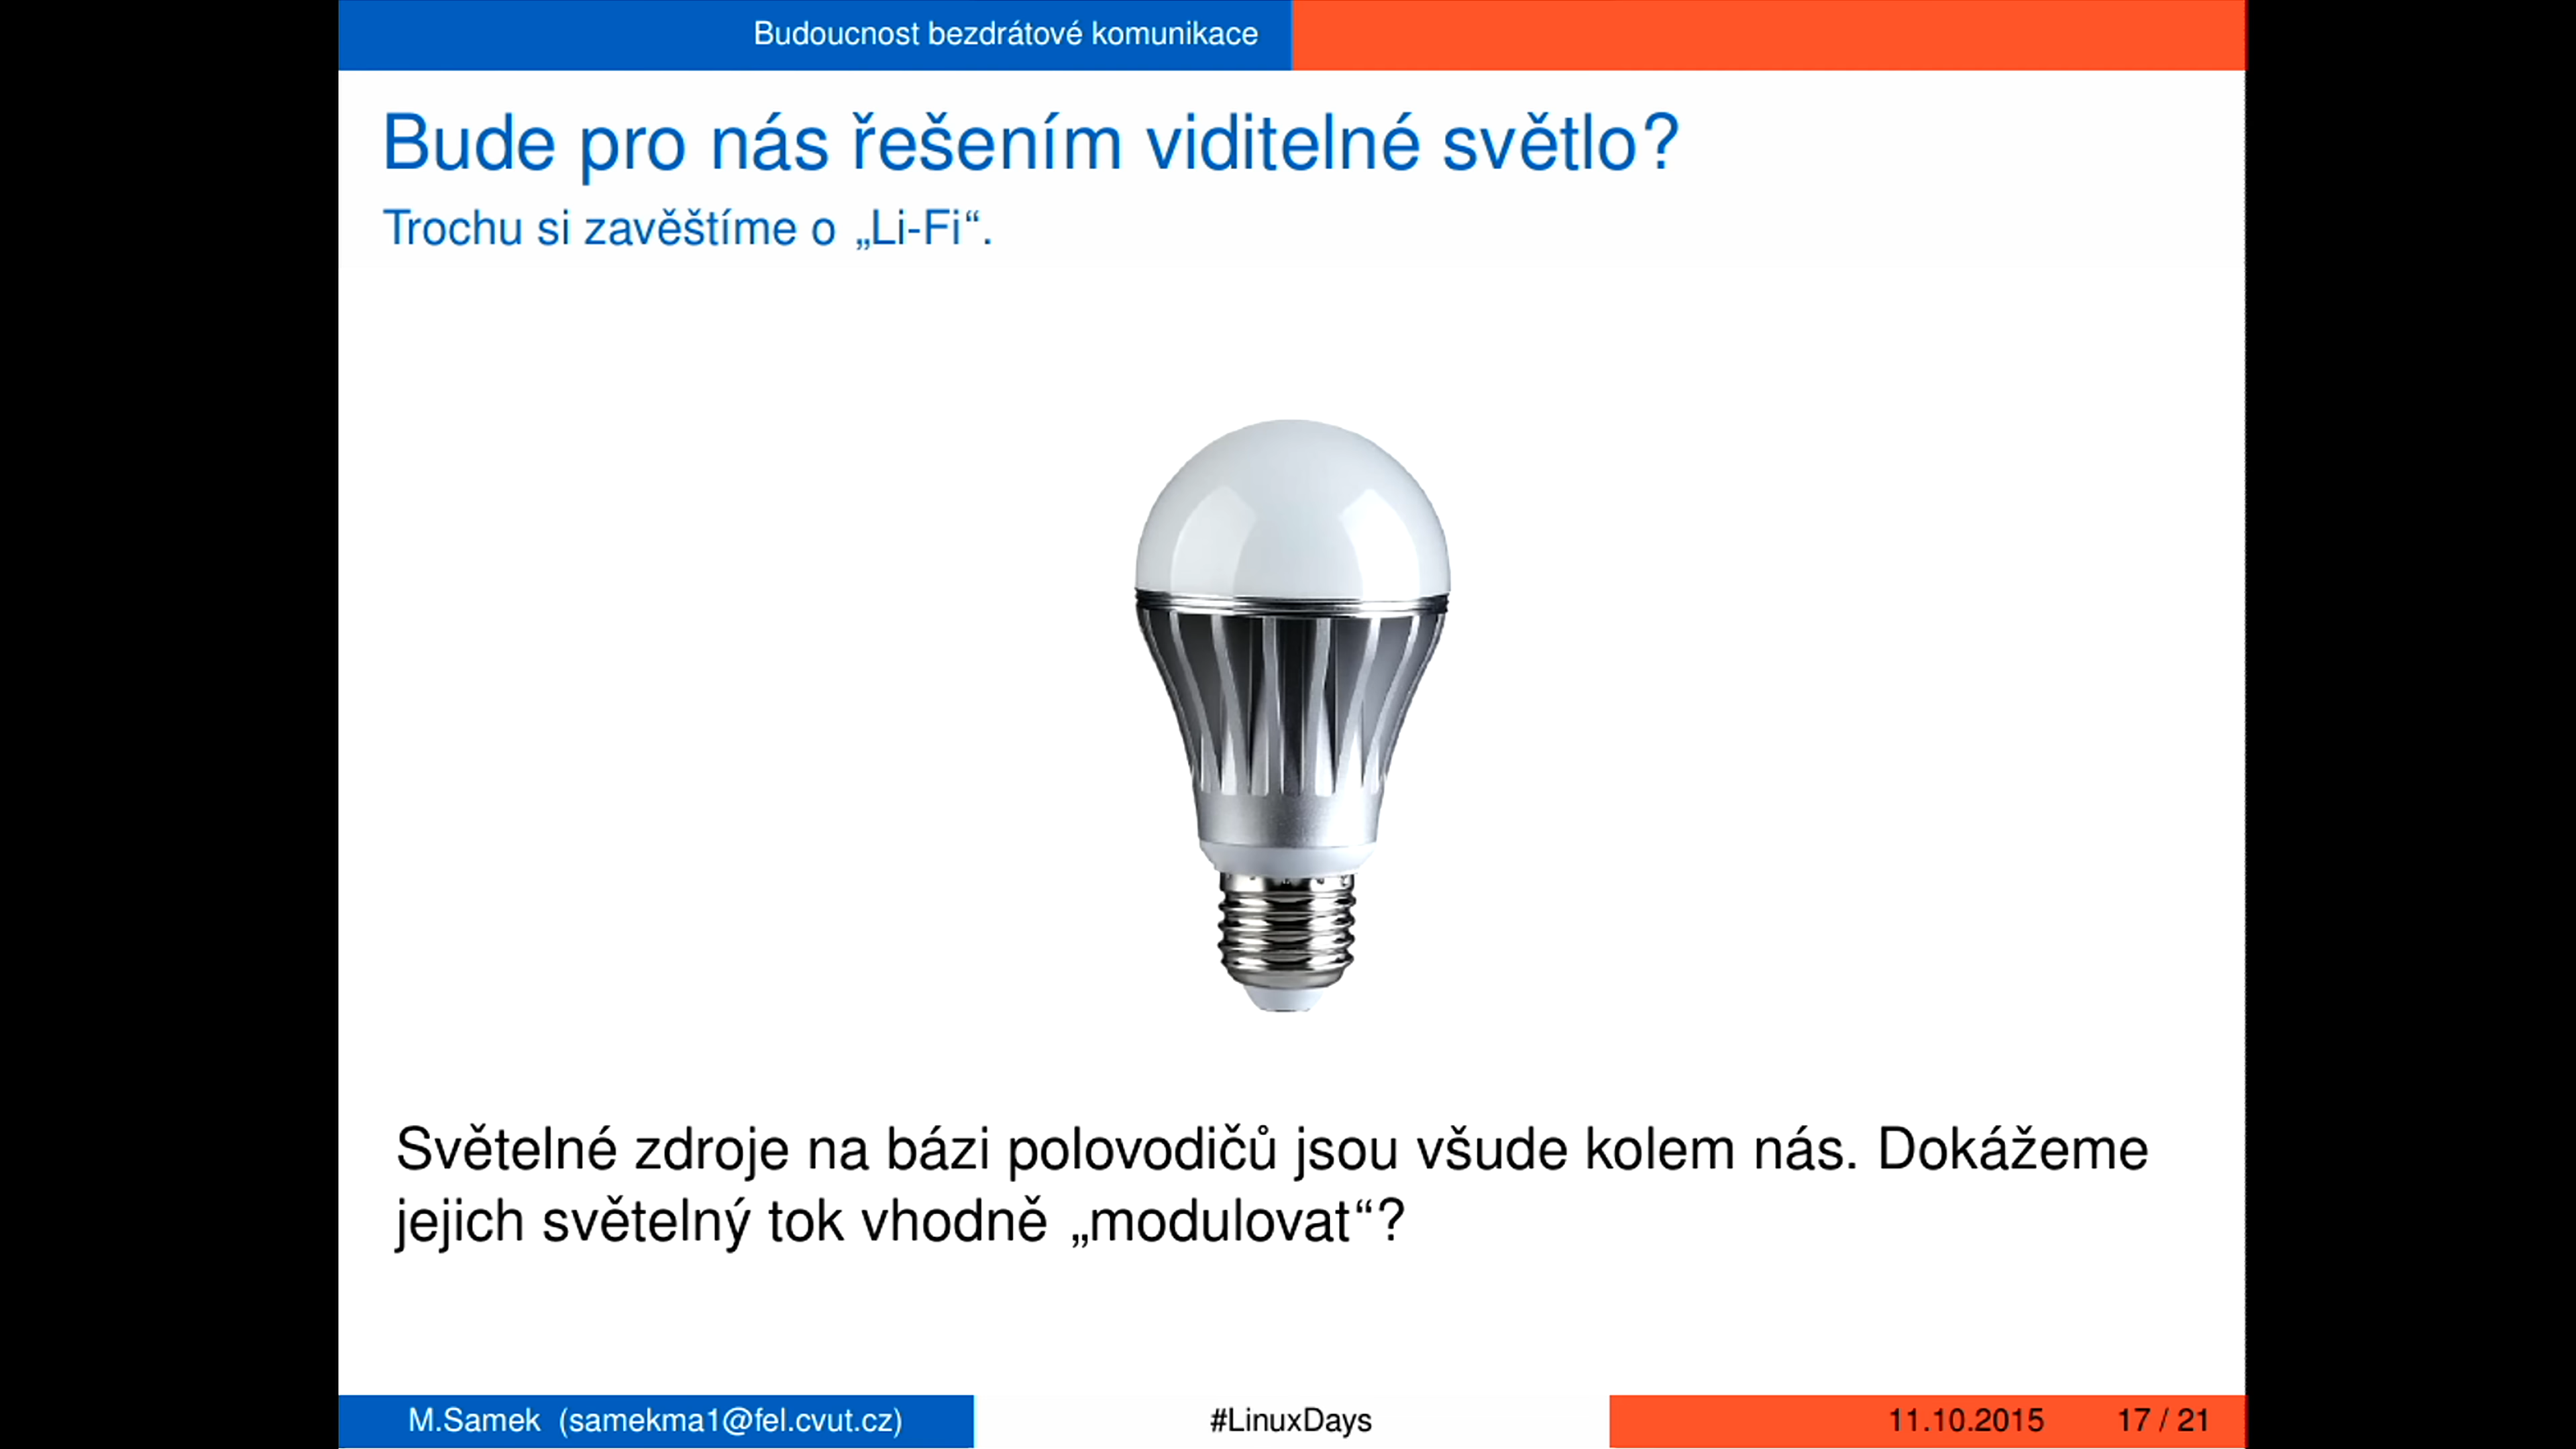 Budoucnost bezdrátové komunikace
Bude pro nás řešením viditelné světlo?
Trochu si zavěštíme o „Li-Fi“.
Světelné zdroje na bázi polovodičů jsou všude kolem nás. Dokážeme
jejich světelný tok vhodně „modulovat“?
M.Samek (samekma1@fel.cvut.cz)
#LinuxDays
11.10.2015
17 / 21